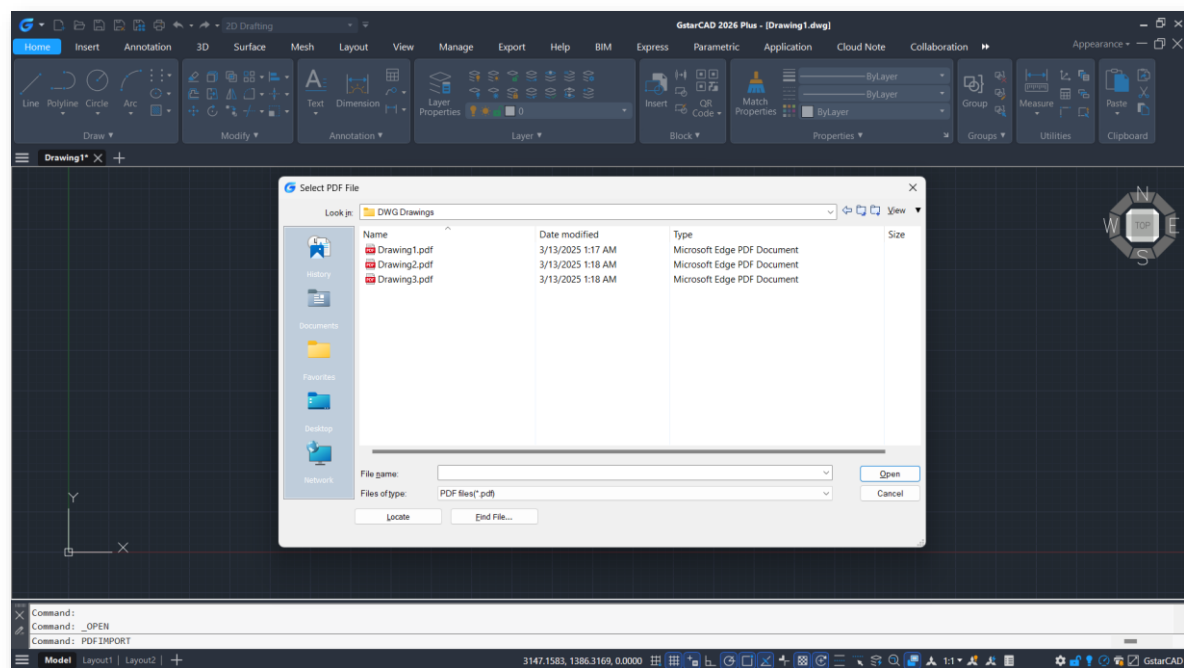 2D Drafting
GstarCAD 2026 Plus - [Drawing1.dwg]
Home Insert Annotation 3D Surface Mesh Layout View Manage Export Help BIM Express Parametric Application Cloud Note Collaboration Appearance
Line Polyline Circle Arc
Text Dimension
Layer Properties
0
Insert
QR Code
Match Properties
ByLayer
ByLayer
ByLayer
Group
Measure
Paste
Draw Modify Annotation Layer Block Properties Groups Utilities Clipboard
Drawing1*
Select PDF File
Look in: DWG Drawings View
Name Date modified Type Size
Drawing1.pdf 3/13/2025 1:17 AM Microsoft Edge PDF Document
Drawing2.pdf 3/13/2025 1:18 AM Microsoft Edge PDF Document
Drawing3.pdf 3/13/2025 1:18 AM Microsoft Edge PDF Document
History
Documents
Favorites
Desktop
Network
File name: Open
Files of type: PDF files(*.pdf) Cancel
Locate Find File...
N
W TOP E
S
Y
X
Command:
Command: _OPEN
Command: PDFIMPORT
Model Layout1 | Layout2 | 3147.1583, 1386.3169, 0.0000 1:1 GstarCAD